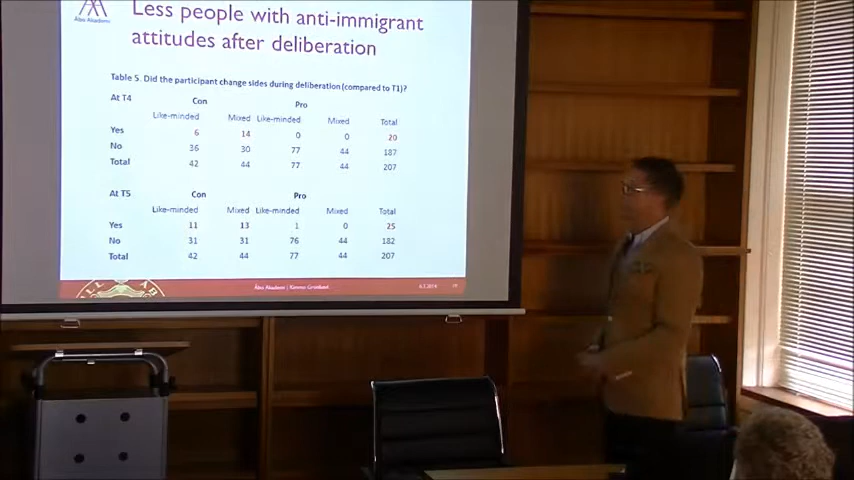 Åbo Akademi
Less people with anti-immigrant
attitudes after deliberation
Table 5. Did the participant change sides during deliberation (compared to T1)?
At T4 Con Pro
Like-minded Mixed Like-minded Mixed Total
Yes 6 14 0 0 20
No 36 30 77 44 187
Total 42 44 77 44 207
At T5 Con Pro
Like-minded Mixed Like-minded Mixed Total
Yes 11 13 1 0 25
No 31 31 76 44 182
Total 42 44 77 44 207
Åbo Akademi | Kimmo Grönlund